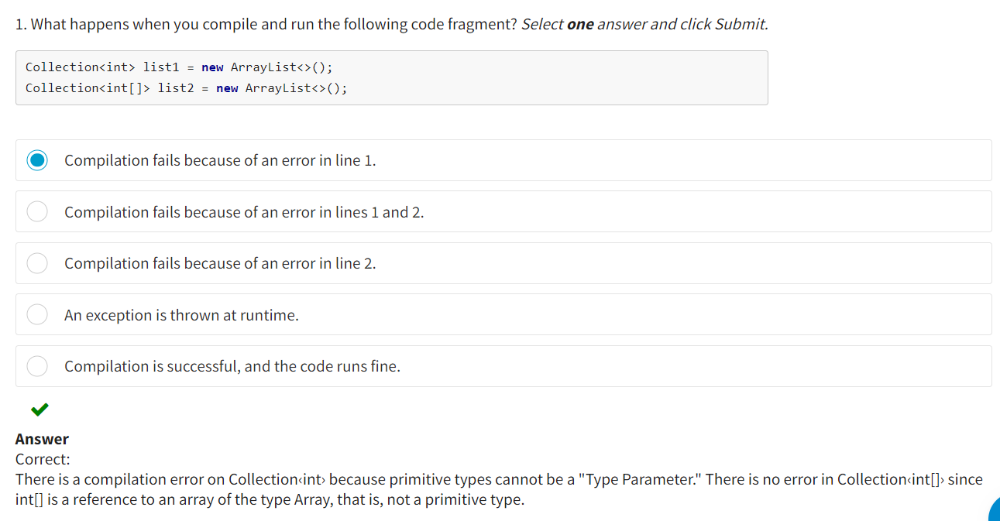 1. What happens when you compile and run the following code fragment? Select one answer and click Submit.
Collection<int> list1 = new ArrayList<>();
Collection<int[]> list2 = new ArrayList<>();
Compilation fails because of an error in line 1.
Compilation fails because of an error in lines 1 and 2.
Compilation fails because of an error in line 2.
An exception is thrown at runtime.
Compilation is successful, and the code runs fine.
Answer
Correct:
There is a compilation error on Collection‹int› because primitive types cannot be a "Type Parameter." There is no error in Collection‹int[]› since
int[] is a reference to an array of the type Array, that is, not a primitive type.